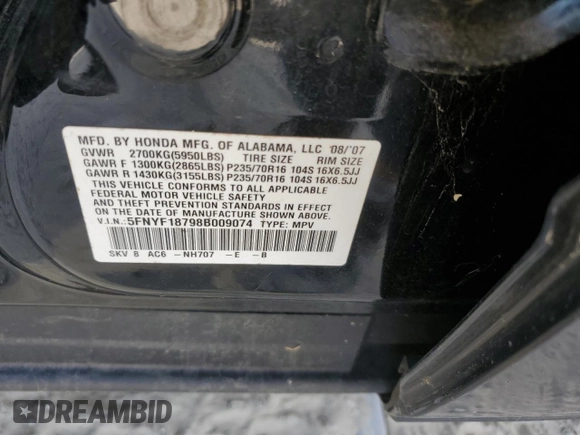 MFD. BY HONDA MFG. OF ALABAMA, LLC '08/'07
GVWR 2700KG(5950LBS) TIRE SIZE RIM SIZE
GAWR F 1300KG(2865LBS) P235/70R16 104S 16X6.5JJ
GAWR R 1430KG(3155LBS) P235/70R16 104S 16X6.5JJ
THIS VEHICLE CONFORMS TO ALL APPLICABLE
FEDERAL MOTOR VEHICLE SAFETY
AND THEFT PREVENTION STANDARDS IN EFFECT
ON THE DATE OF MANUFACTURE SHOWN ABOVE.
V.I.N.: 5FNYF18798B009074 TYPE: MPV
SKV 8 AC6 -NH707 -E -B
DREAMBID